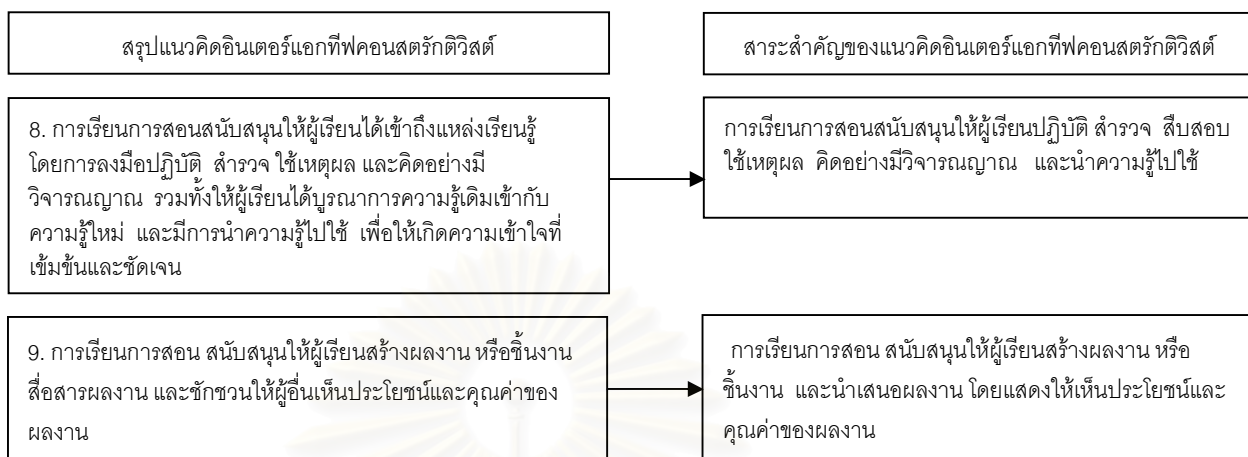 สรุปแนวคิดอินเตอร์แอกทีฟคอนสตรักติวิสต์
สาระสำคัญของแนวคิดอินเตอร์แอกทีฟคอนสตรักติวิสต์
8. การเรียนการสอนสนับสนุนให้ผู้เรียนได้เข้าถึงแหล่งเรียนรู้
โดยการลงมือปฏิบัติ สำรวจ ใช้เหตุผล และคิดอย่างมี
วิจารณญาณ รวมทั้งให้ผู้เรียนได้บูรณาการความรู้เดิมเข้ากับ
ความรู้ใหม่ และมีการนำความรู้ไปใช้ เพื่อให้เกิดความเข้าใจที่
เข้มข้นและชัดเจน
การเรียนการสอนสนับสนุนให้ผู้เรียนปฏิบัติ สำรวจ สืบสอบ
ใช้เหตุผล คิดอย่างมีวิจารณญาณ และนำความรู้ไปใช้
9. การเรียนการสอน สนับสนุนให้ผู้เรียนสร้างผลงาน หรือชิ้นงาน
สื่อสารผลงาน และชักชวนให้ผู้อื่นเห็นประโยชน์และคุณค่าของ
ผลงาน
การเรียนการสอน สนับสนุนให้ผู้เรียนสร้างผลงาน หรือ
ชิ้นงาน และนำเสนอผลงาน โดยแสดงให้เห็นประโยชน์และ
คุณค่าของผลงาน